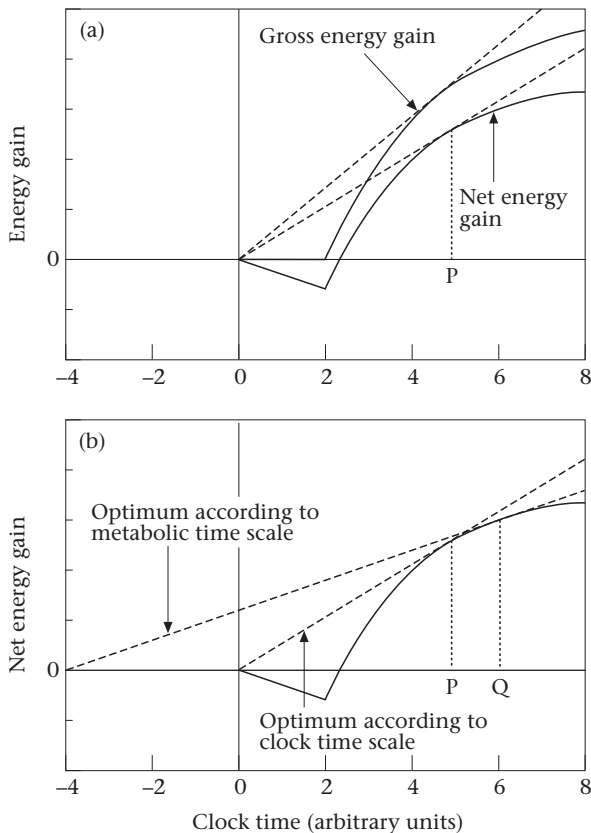 (a)
Gross energy gain
Energy gain
Net energy
gain
0
P
−4
−2
0
2
4
6
8
(b)
Optimum according to
metabolic time scale
Net energy gain
0
P
Q
Optimum according to
clock time scale
−4
−2
0
2
4
6
8
Clock time (arbitrary units)